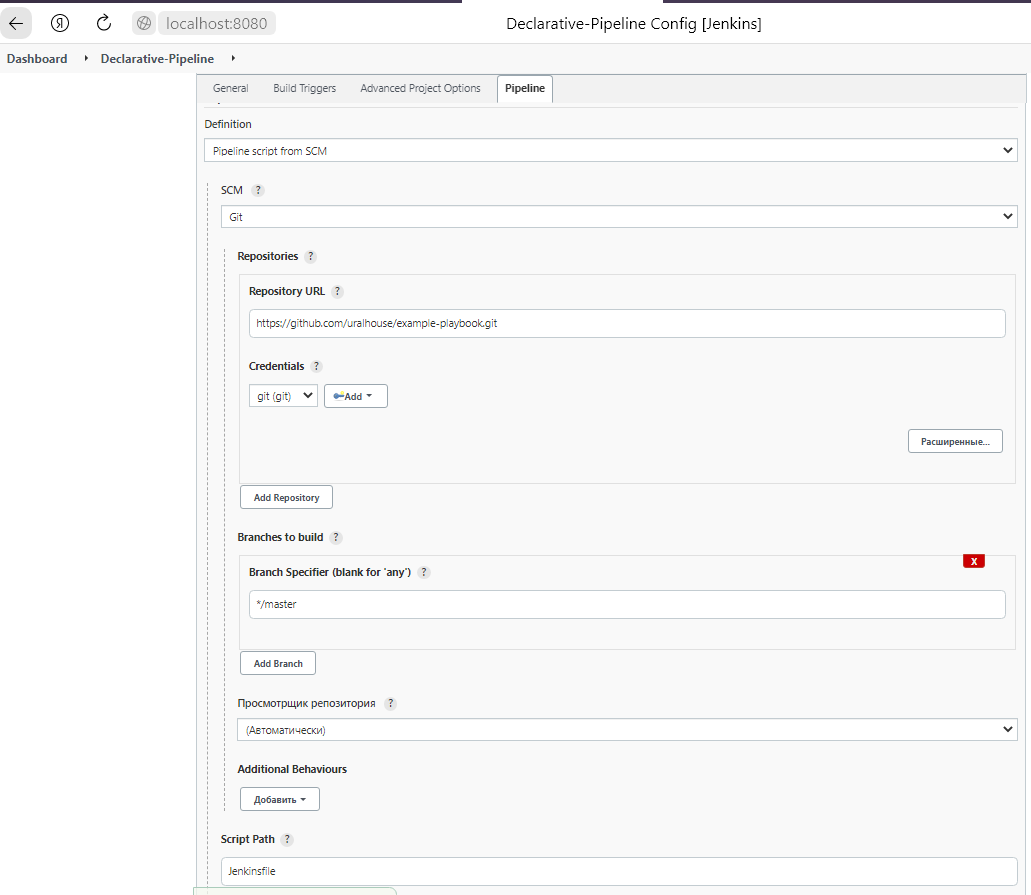 Я localhost:8080 Declarative-Pipeline Config [Jenkins]
Dashboard Declarative-Pipeline
General Build Triggers Advanced Project Options Pipeline
Definition
Pipeline script from SCM
SCM ?
Git
Repositories ?
Repository URL ?
https://github.com/uralhouse/example-playbook.git
Credentials ?
git (git) Add
Расширенные...
Add Repository
Branches to build ?
X
Branch Specifier (blank for 'any') ?
*/master
Add Branch
Просмотрщик репозитория ?
(Автоматически)
Additional Behaviours
Добавить
Script Path ?
Jenkinsfile